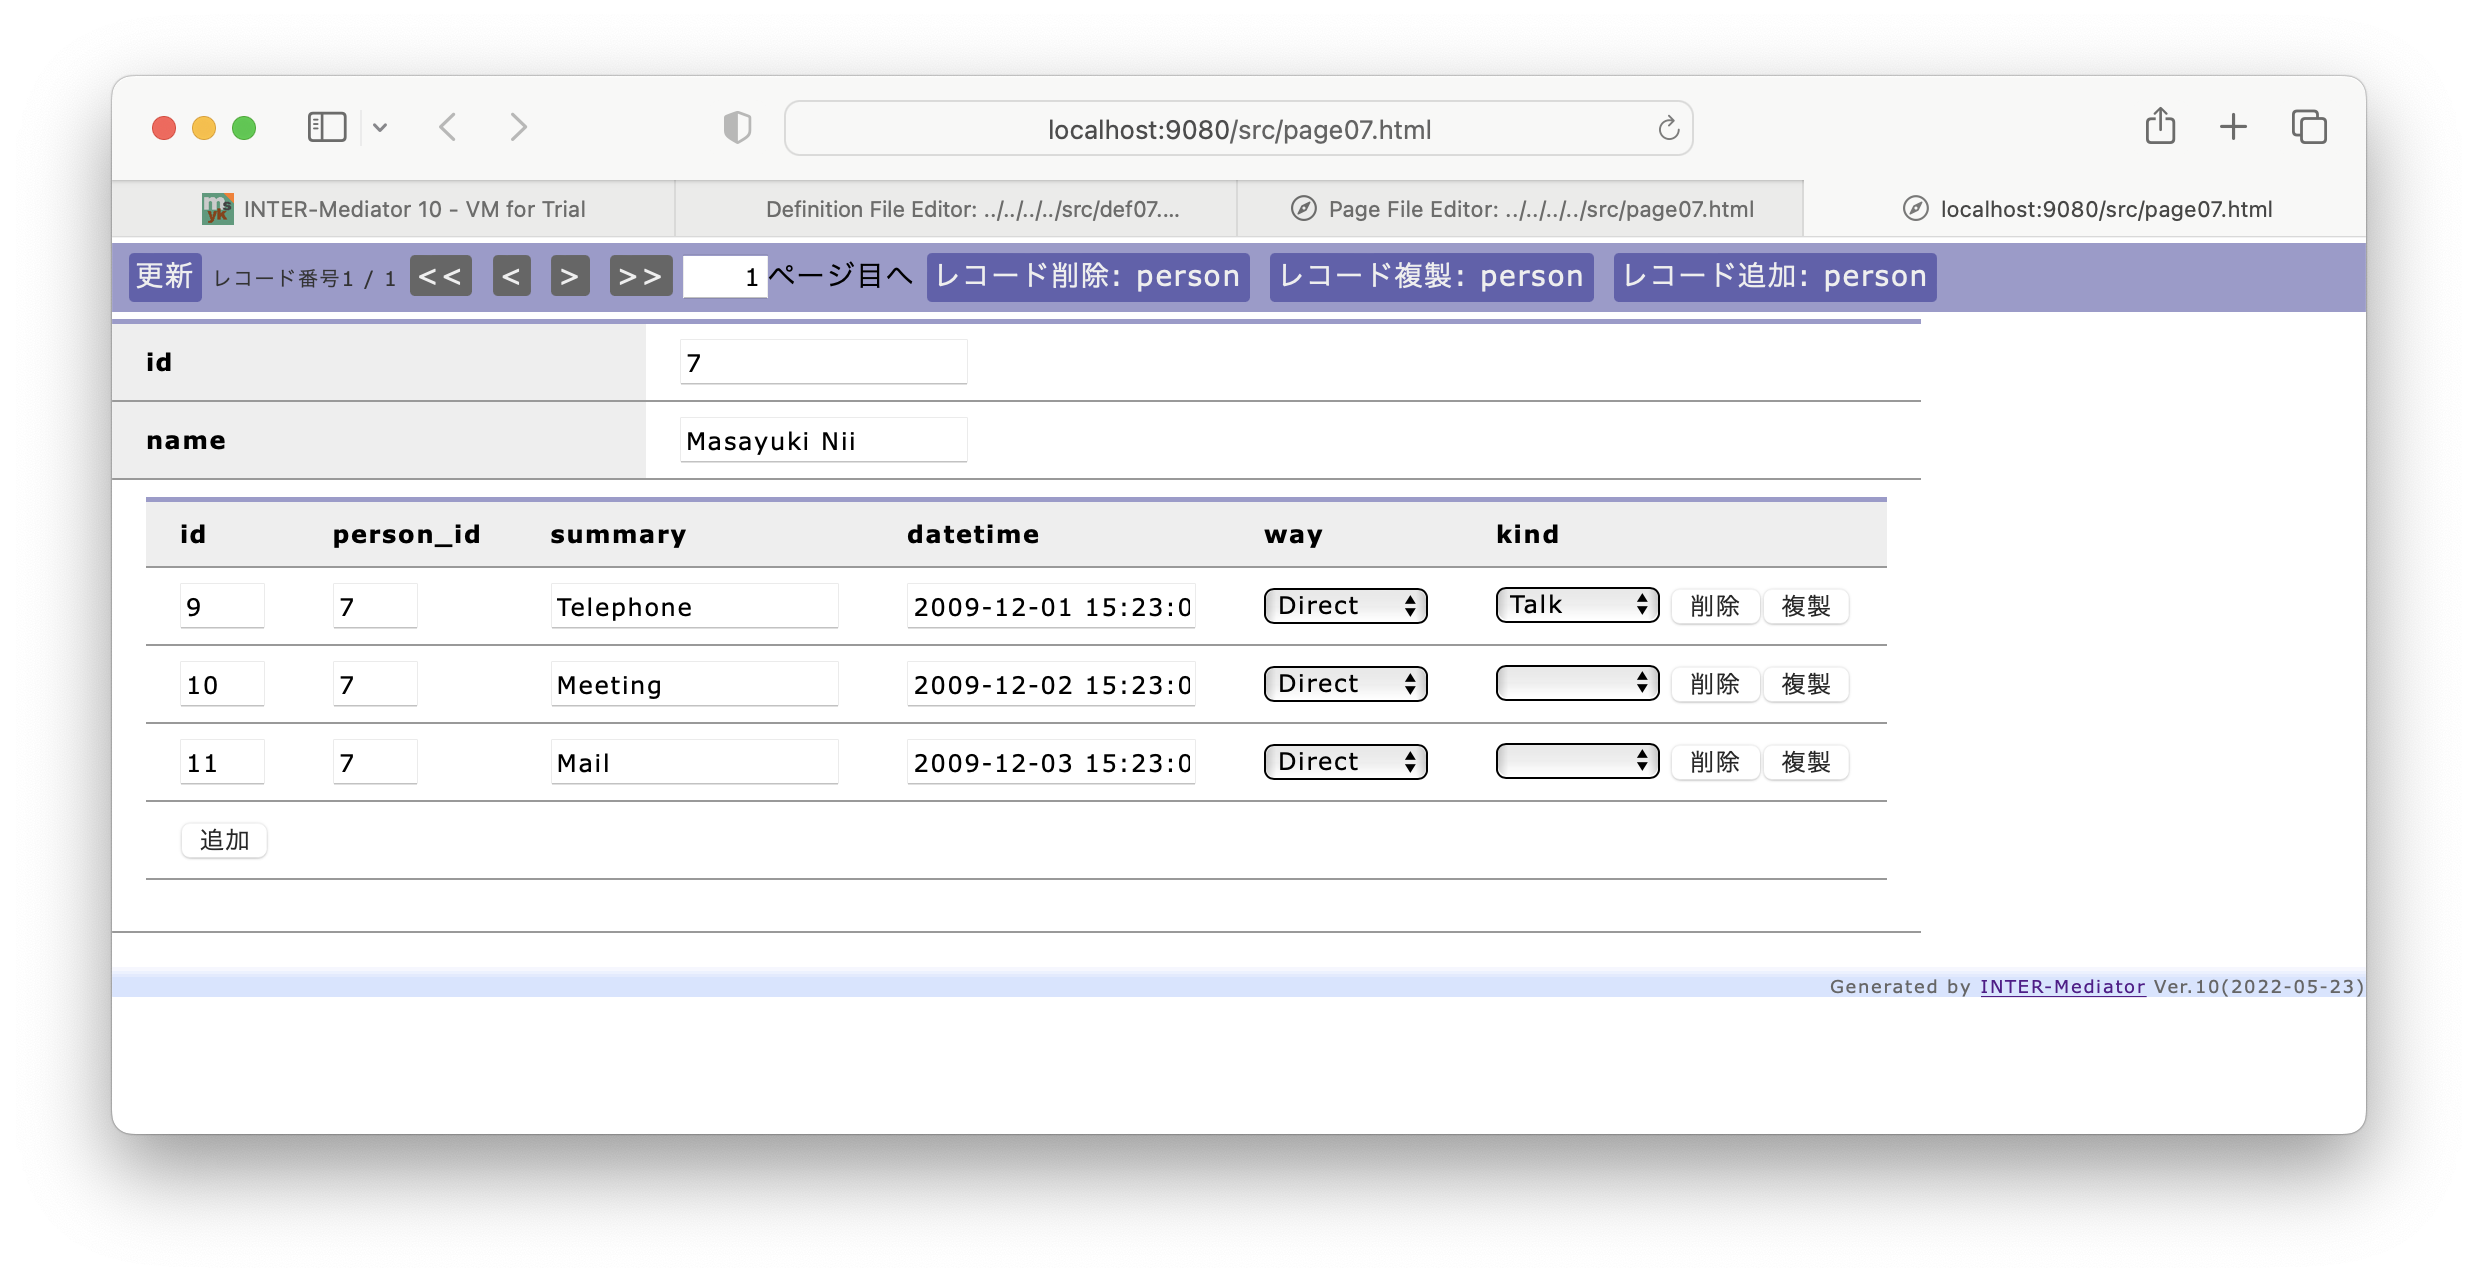 localhost:9080/src/page07.html
INTER-Mediator 10 - VM for Trial Definition File Editor: ../../../../src/def07.... Page File Editor: ../../../../src/page07.html localhost:9080/src/page07.html
更新 レコード番号1 / 1 << < > >> 1 ページ目へ レコード削除: person レコード複製: person レコード追加: person
id 7
name Masayuki Nii
id person_id summary datetime way kind
9 7 Telephone 2009-12-01 15:23:0 Direct Talk 削除 複製
10 7 Meeting 2009-12-02 15:23:0 Direct 削除 複製
11 7 Mail 2009-12-03 15:23:0 Direct 削除 複製
追加
Generated by INTER-Mediator Ver.10(2022-05-23)